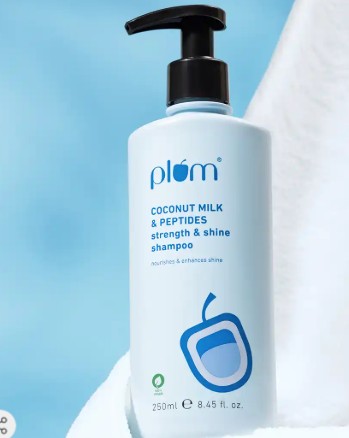 plum®
COCONUT MILK
& PEPTIDES
strength & shine
shampoo
nourishes & enhances shine
250ml ℮ 8.45 fl. oz.